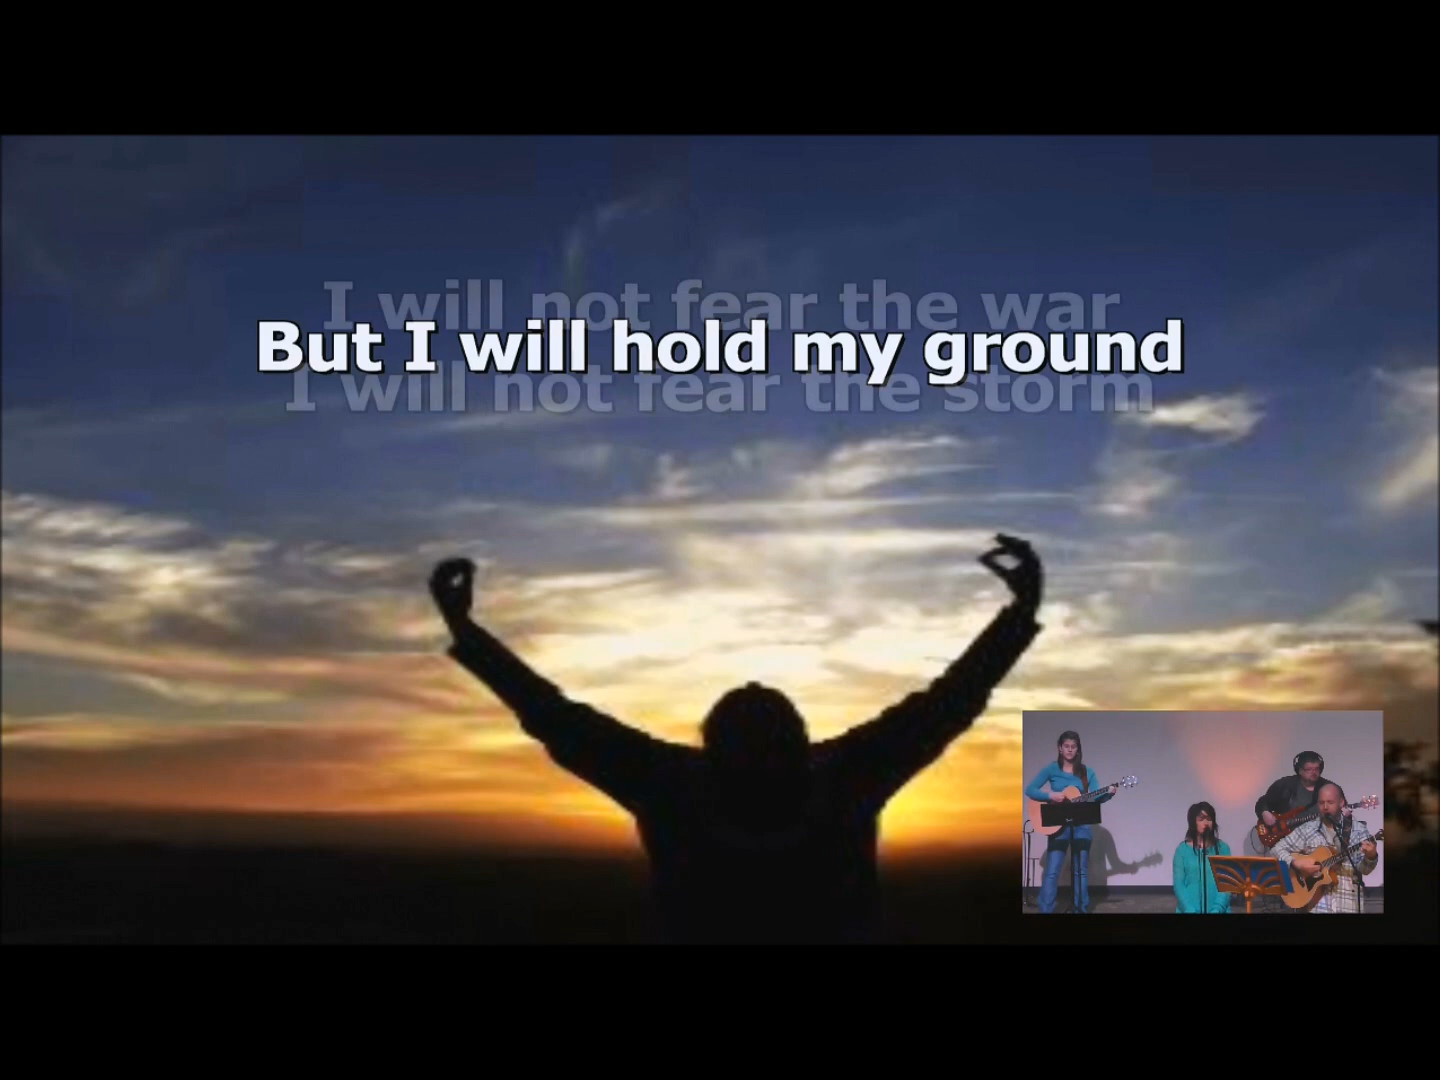 I will not fear the war
But I will hold my ground
I will not fear the storm